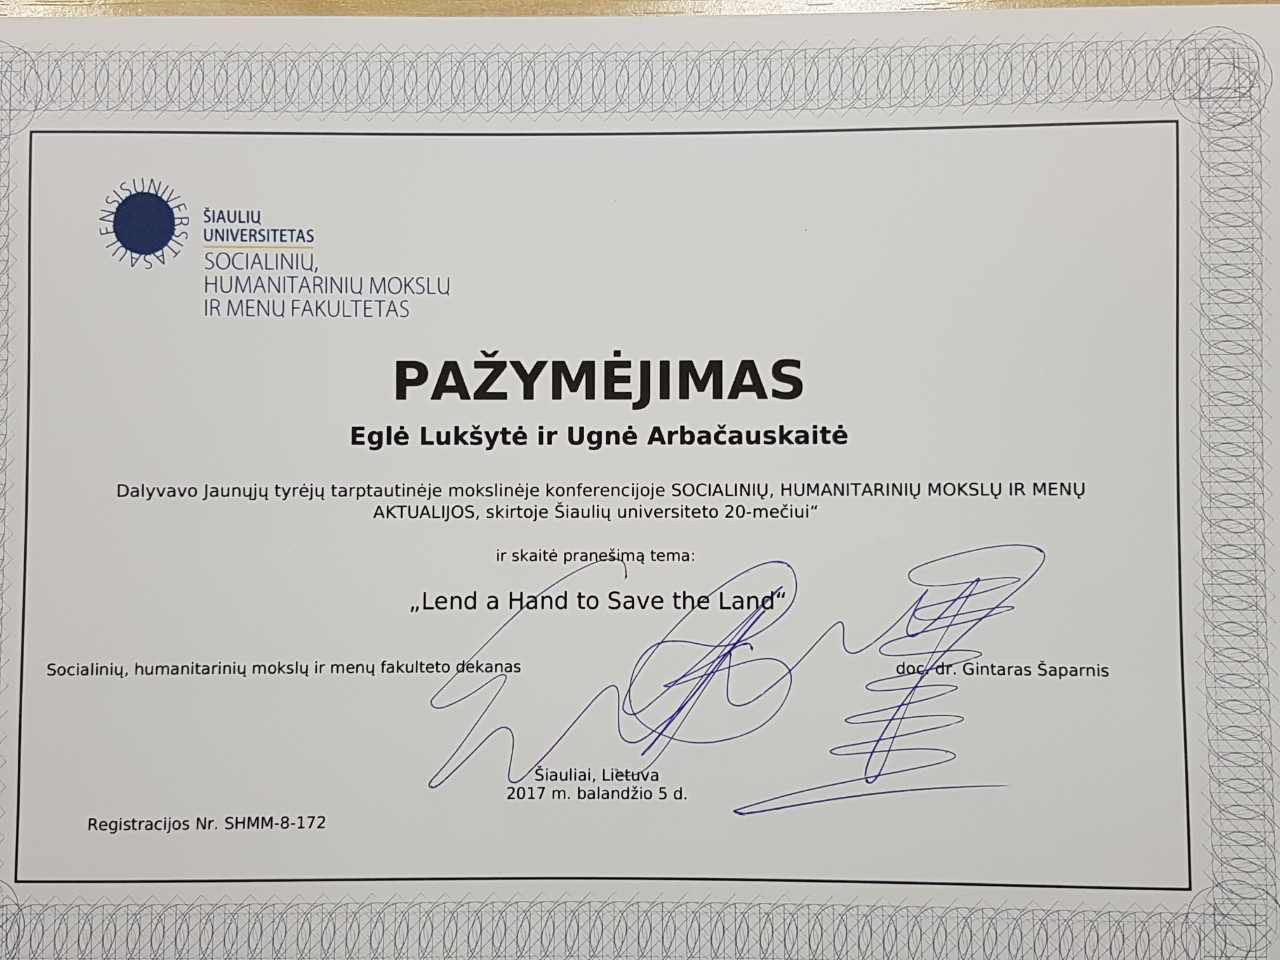 SAULENSIS UNIVERSITAS
ŠIAULIŲ
UNIVERSITETAS
SOCIALINIŲ,
HUMANITARINIŲ MOKSLŲ
IR MENŲ FAKULTETAS
PAŽYMĖJIMAS
Eglė Lukšytė ir Ugnė Arbačauskaitė
Dalyvavo Jaunųjų tyrėjų tarptautinėje mokslinėje konferencijoje SOCIALINIŲ, HUMANITARINIŲ MOKSLŲ IR MENŲ
AKTUALIJOS, skirtoje Šiaulių universiteto 20-mečiui“
ir skaitė pranešimą tema:
„Lend a Hand to Save the Land“
Socialinių, humanitarinių mokslų ir menų fakulteto dekanas doc. dr. Gintaras Šaparnis
Šiauliai, Lietuva
2017 m. balandžio 5 d.
Registracijos Nr. SHMM-8-172